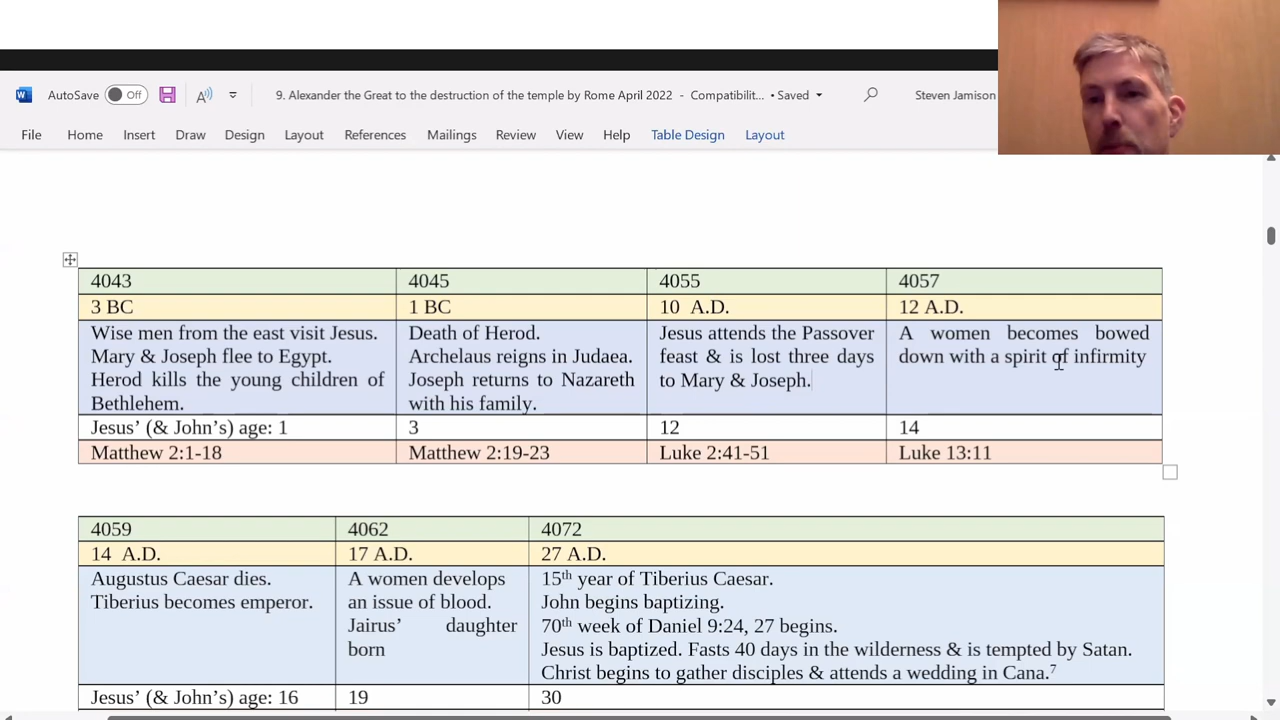 AutoSave Off 9. Alexander the Great to the destruction of the temple by Rome April 2022 - Compatibilit... • Saved Steven Jamison
File Home Insert Draw Design Layout References Mailings Review View Help Table Design Layout
4043 4045 4055 4057
3 BC 1 BC 10 A.D. 12 A.D.
Wise men from the east visit Jesus.
Mary & Joseph flee to Egypt.
Herod kills the young children of
Bethlehem.
Death of Herod.
Archelaus reigns in Judaea.
Joseph returns to Nazareth
with his family.
Jesus attends the Passover
feast & is lost three days
to Mary & Joseph.
A women becomes bowed
down with a spirit of infirmity
Jesus’ (& John’s) age: 1 3 12 14
Matthew 2:1-18 Matthew 2:19-23 Luke 2:41-51 Luke 13:11
4059 4062 4072
14 A.D. 17 A.D. 27 A.D.
Augustus Caesar dies.
Tiberius becomes emperor.
A women develops
an issue of blood.
Jairus’ daughter
born
15th year of Tiberius Caesar.
John begins baptizing.
70th week of Daniel 9:24, 27 begins.
Jesus is baptized. Fasts 40 days in the wilderness & is tempted by Satan.
Christ begins to gather disciples & attends a wedding in Cana.7
Jesus’ (& John’s) age: 16 19 30